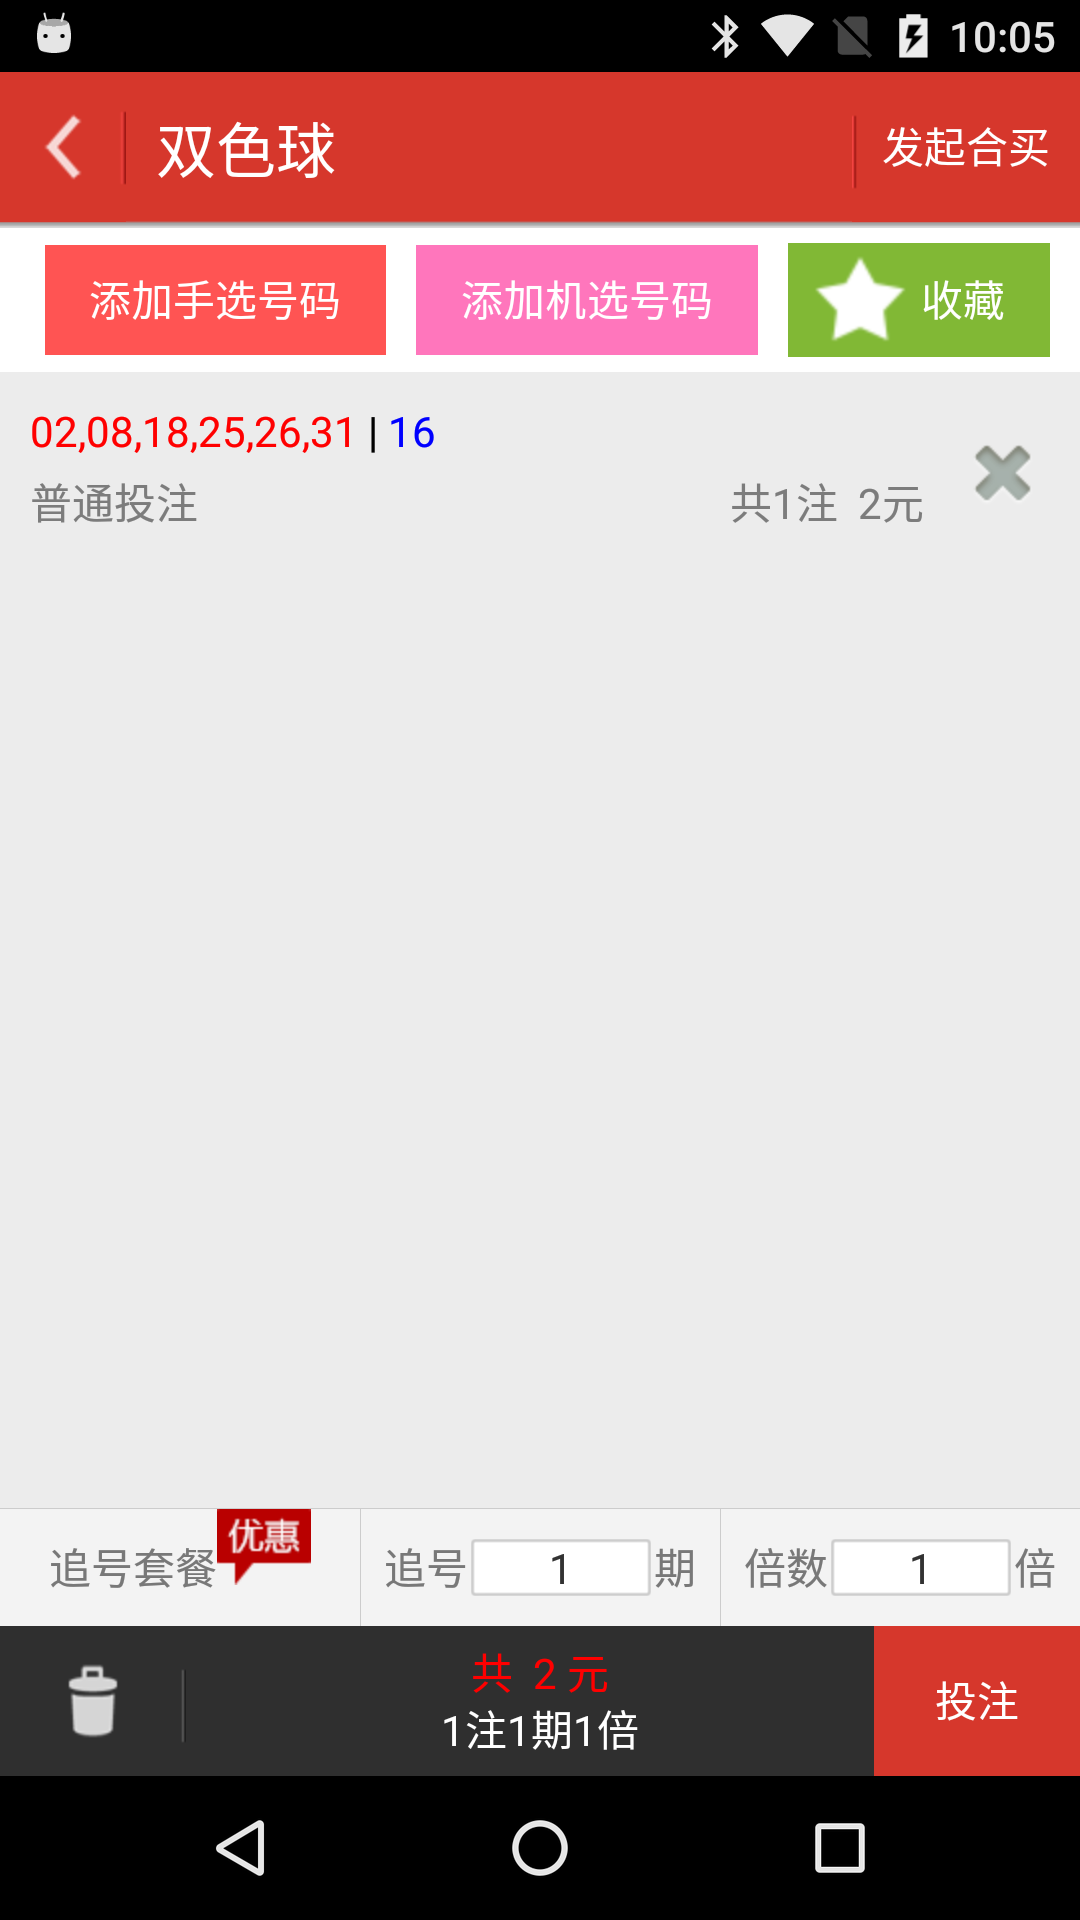 10:05
双色球
发起合买
添加手选号码
添加机选号码
收藏
02,08,18,25,26,31 | 16
普通投注
共1注 2元
追号套餐
优惠
追号 1 期
倍数 1 倍
共 2 元
1注1期1倍
投注